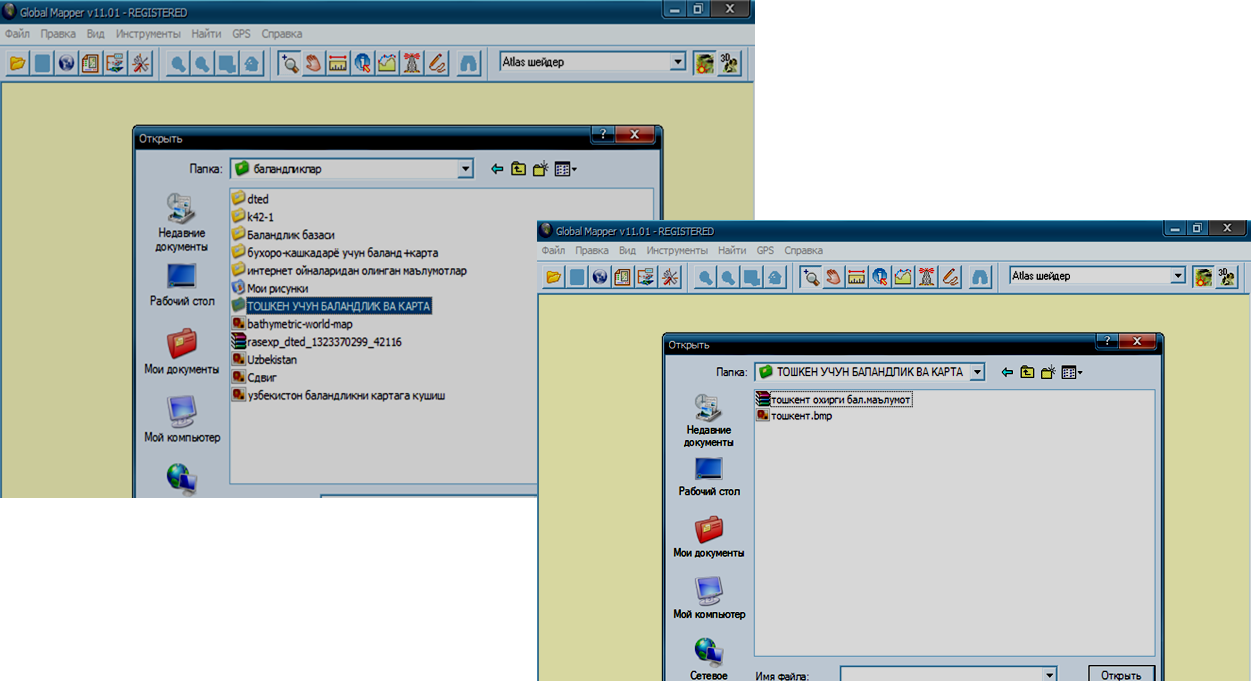 Global Mapper v11.01 - REGISTERED
Файл Правка Вид Инструменты Найти GPS Справка
Atlas шейдер
3D
Открыть
Папка: баландликлар
dted
k42-1
Баландлик базаси
бухоро-кашкадарё учун баланд+карта
интернет ойналаридан олинган маълумотлар
Мои рисунки
ТОШКЕН УЧУН БАЛАНДЛИК ВА КАРТА
bathymetric-world-map
rasexp_dted_1323370299_42116
Uzbekistan
Сдвиг
узбекистон баландликни картага кушиш
Недавние
документы
Рабочий стол
Мои документы
Мой компьютер
Global Mapper v11.01 - REGISTERED
Файл Правка Вид Инструменты Найти GPS Справка
Atlas шейдер
3D
Открыть
Папка: ТОШКЕН УЧУН БАЛАНДЛИК ВА КАРТА
тошкент охирги бал.маълумот
тошкент.bmp
Недавние
документы
Рабочий стол
Мои документы
Мой компьютер
Сетевое
Имя файла:
Открыть